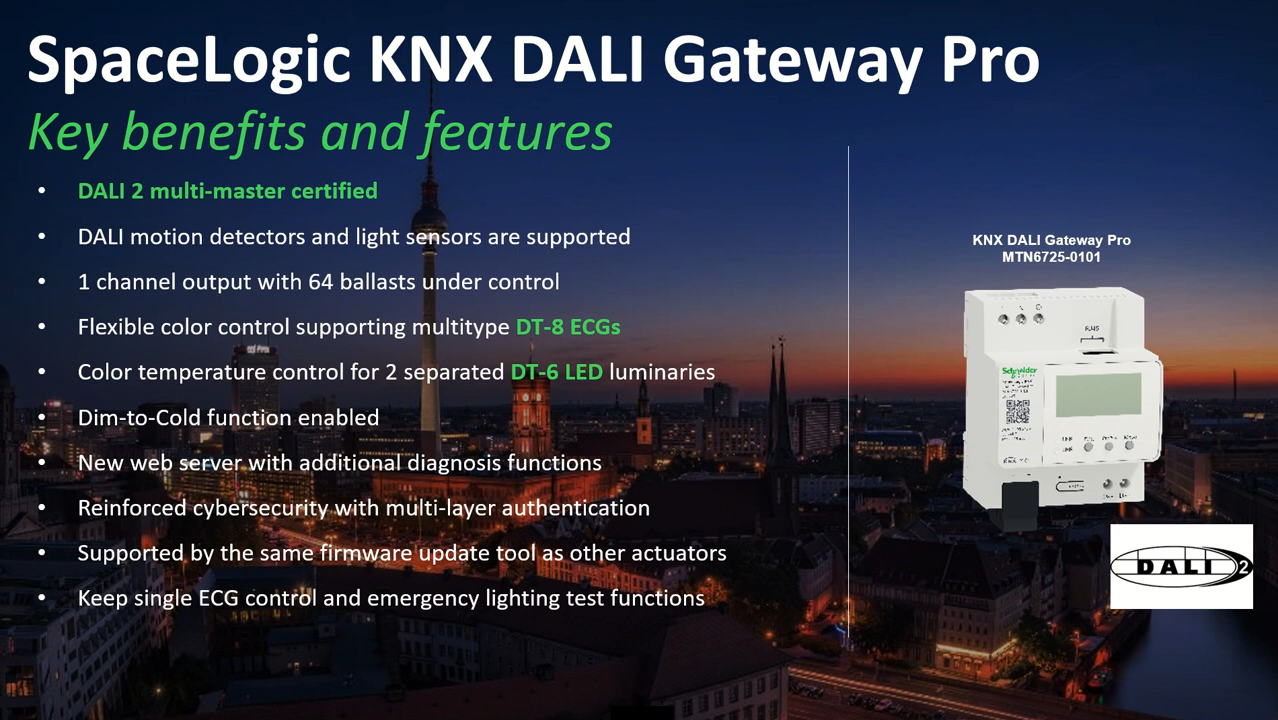 SpaceLogic KNX DALI Gateway Pro
Key benefits and features
• DALI 2 multi-master certified
• DALI motion detectors and light sensors are supported
• 1 channel output with 64 ballasts under control
• Flexible color control supporting multitype DT-8 ECGs
• Color temperature control for 2 separated DT-6 LED luminaries
• Dim-to-Cold function enabled
• New web server with additional diagnosis functions
• Reinforced cybersecurity with multi-layer authentication
• Supported by the same firmware update tool as other actuators
• Keep single ECG control and emergency lighting test functions
KNX DALI Gateway Pro
MTN6725-0101
RJ45
Schneider
DALI 2